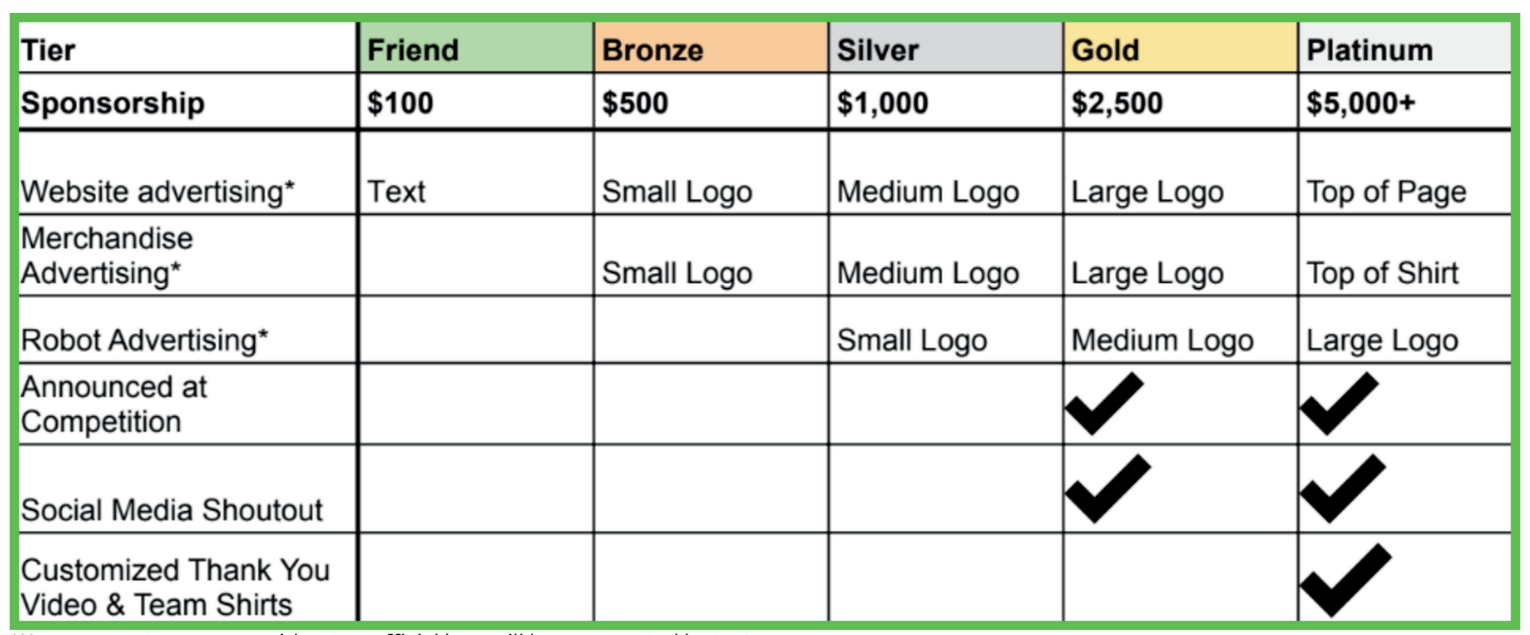 Tier Friend Bronze Silver Gold Platinum
Sponsorship $100 $500 $1,000 $2,500 $5,000+
Website advertising* Text Small Logo Medium Logo Large Logo Top of Page
Merchandise
Advertising* Small Logo Medium Logo Large Logo Top of Shirt
Robot Advertising* Small Logo Medium Logo Large Logo
Announced at
Competition
Social Media Shoutout
Customized Thank You
Video & Team Shirts